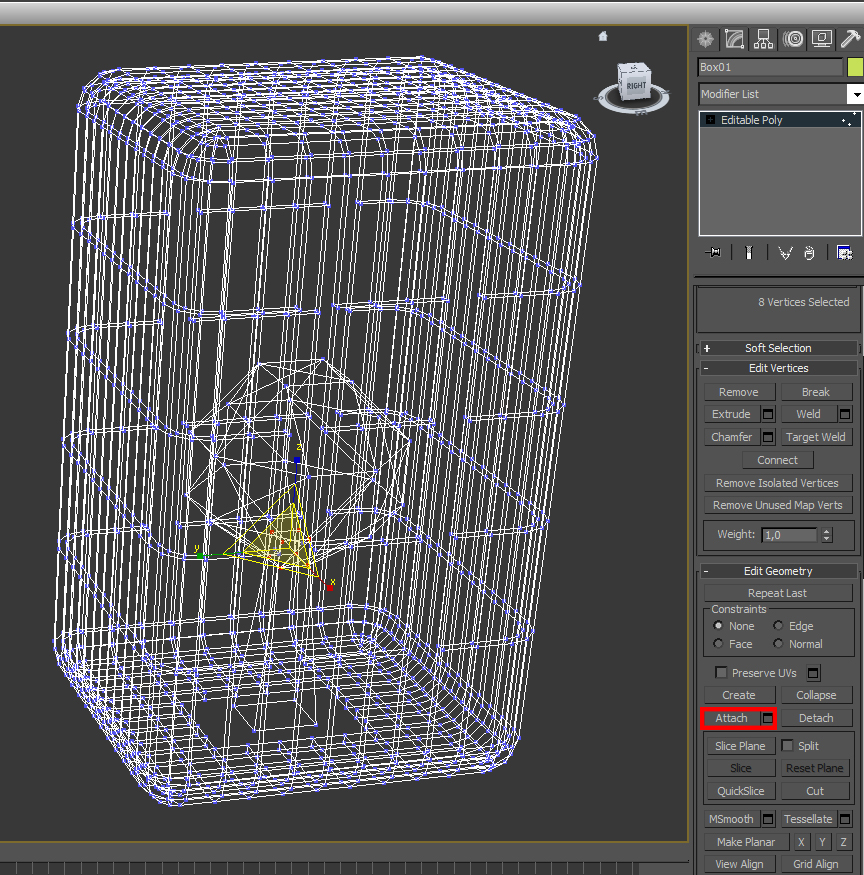 RIGHT
z
y
x
Box01
Modifier List
Editable Poly
8 Vertices Selected
+ Soft Selection
- Edit Vertices
Remove Break
Extrude Weld
Chamfer Target Weld
Connect
Remove Isolated Vertices
Remove Unused Map Verts
Weight: 1,0
- Edit Geometry
Repeat Last
Constraints
None Edge
Face Normal
Preserve UVs
Create Collapse
Attach Detach
Slice Plane Split
Slice Reset Plane
QuickSlice Cut
MSmooth Tessellate
Make Planar X Y Z
View Align Grid Align